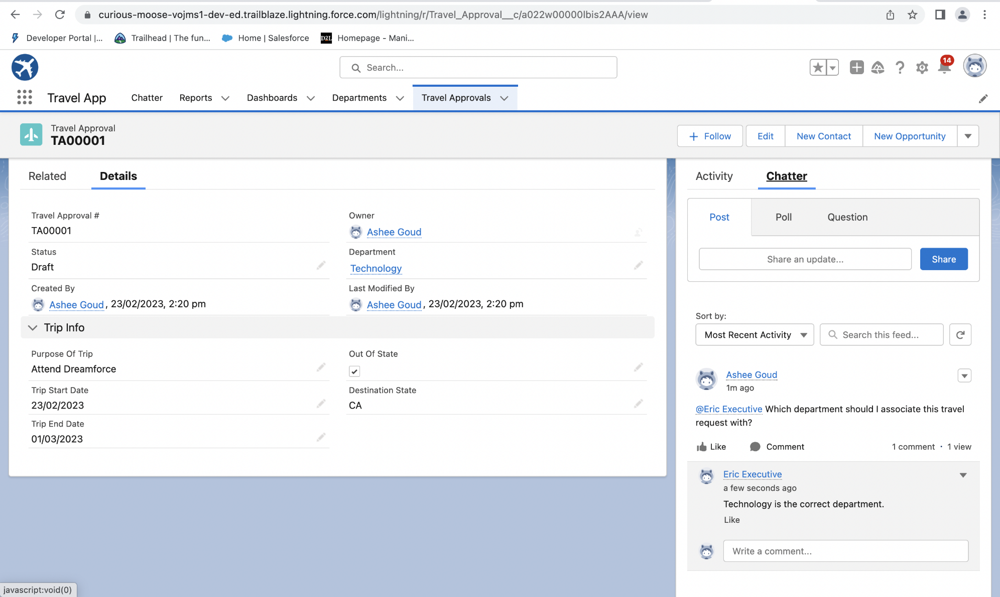 curious-moose-vojms1-dev-ed.trailblaze.lightning.force.com/lightning/r/Travel_Approval__c/a022w00000Ibis2AAA/view
Developer Portal |... Trailhead | The fun... Home | Salesforce D2L Homepage - Mani...
Search... 14
Travel App Chatter Reports Dashboards Departments Travel Approvals
Travel Approval
TA00001
Follow Edit New Contact New Opportunity
Related Details
Travel Approval #
TA00001
Owner
Ashee Goud
Status
Draft
Department
Technology
Created By
Ashee Goud, 23/02/2023, 2:20 pm
Last Modified By
Ashee Goud, 23/02/2023, 2:20 pm
Trip Info
Purpose Of Trip
Attend Dreamforce
Out Of State
Trip Start Date
23/02/2023
Destination State
CA
Trip End Date
01/03/2023
Activity Chatter
Post Poll Question
Share an update... Share
Sort by:
Most Recent Activity Search this feed...
Ashee Goud
1m ago
@Eric Executive Which department should I associate this travel
request with?
Like Comment 1 comment · 1 view
Eric Executive
a few seconds ago
Technology is the correct department.
Like
Write a comment...
javascript:void(0)